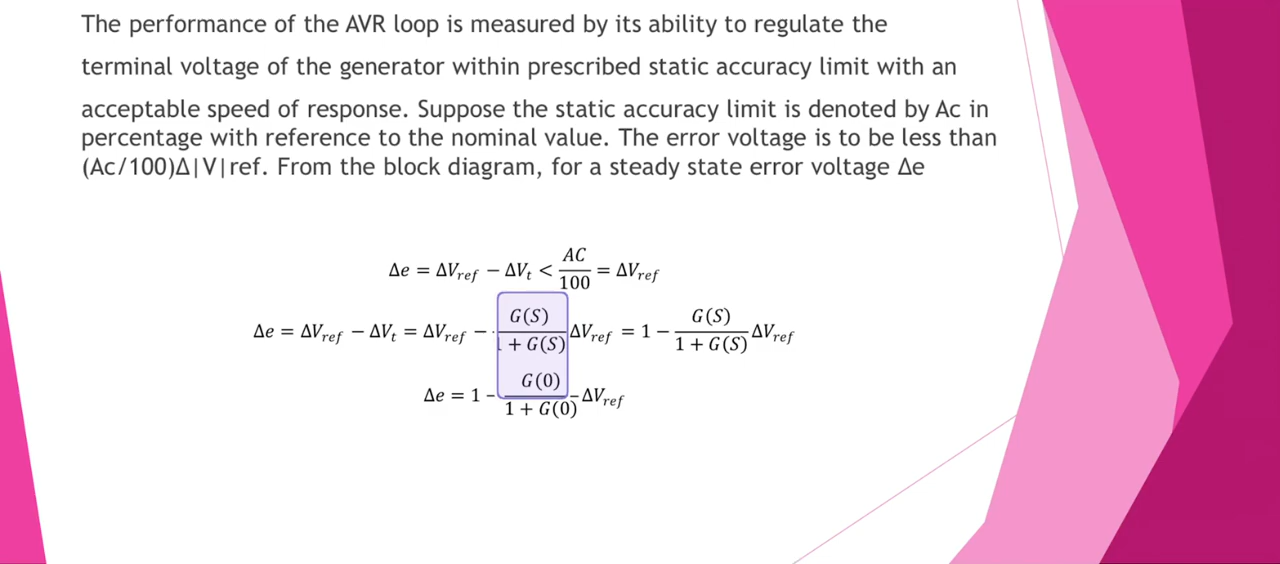 The performance of the AVR loop is measured by its ability to regulate the
terminal voltage of the generator within prescribed static accuracy limit with an
acceptable speed of response. Suppose the static accuracy limit is denoted by Ac in
percentage with reference to the nominal value. The error voltage is to be less than
(Ac/100)Δ|V|ref. From the block diagram, for a steady state error voltage Δe
Δe = ΔV_ref − ΔV_t < AC/100 = ΔV_ref
Δe = ΔV_ref − ΔV_t = ΔV_ref − G(S)/(1 + G(S)) ΔV_ref = 1 − G(S)/(1 + G(S)) ΔV_ref
Δe = 1 − G(0)/(1 + G(0)) ΔV_ref